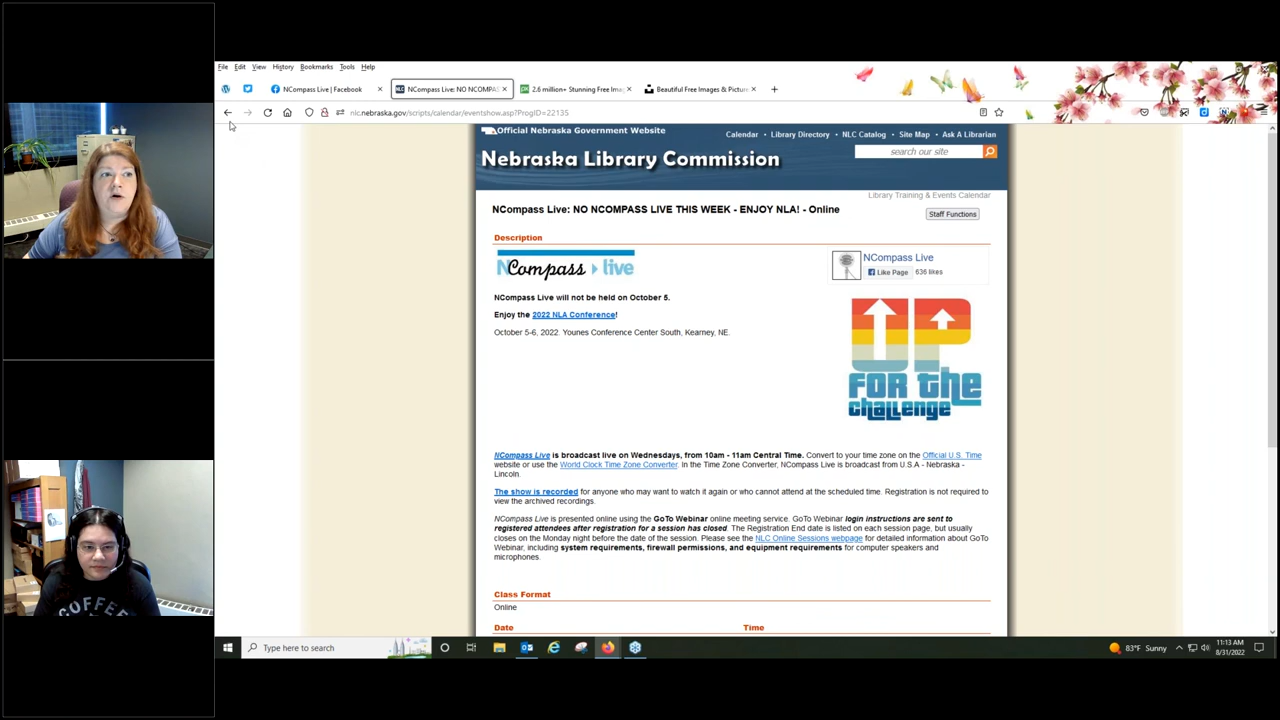 File Edit View History Bookmarks Tools Help
NCompass Live | Facebook
NLC NCompass Live: NO NCOMPAS
2.6 million+ Stunning Free Ima
Beautiful Free Images & Pictur
nlc.nebraska.gov/scripts/calendar/eventshow.asp?ProgID=22135
Official Nebraska Government Website
Calendar • Library Directory • NLC Catalog • Site Map • Ask A Librarian
Nebraska Library Commission
search our site
Library Training & Events Calendar
NCompass Live: NO NCOMPASS LIVE THIS WEEK - ENJOY NLA! - Online
Staff Functions
Description
NCompass live
NCompass Live
Like Page 636 likes
NCompass Live will not be held on October 5.
Enjoy the 2022 NLA Conference!
October 5-6, 2022. Younes Conference Center South, Kearney, NE.
UP
FOR THE
CHALLENGE
NCompass Live is broadcast live on Wednesdays, from 10am - 11am Central Time. Convert to your time zone on the Official U.S. Time
website or use the World Clock Time Zone Converter. In the Time Zone Converter, NCompass Live is broadcast from U.S.A - Nebraska -
Lincoln.
The show is recorded for anyone who may want to watch it again or who cannot attend at the scheduled time. Registration is not required to
view the archived recordings.
NCompass Live is presented online using the GoTo Webinar online meeting service. GoTo Webinar login instructions are sent to
registered attendees after registration for a session has closed. The Registration End date is listed on each session page, but usually
closes on the Monday night before the date of the session. Please see the NLC Online Sessions webpage for detailed information about GoTo
Webinar, including system requirements, firewall permissions, and equipment requirements for computer speakers and
microphones.
Class Format
Online
Date Time
COFFEE
Type here to search
83°F Sunny
11:13 AM
8/31/2022